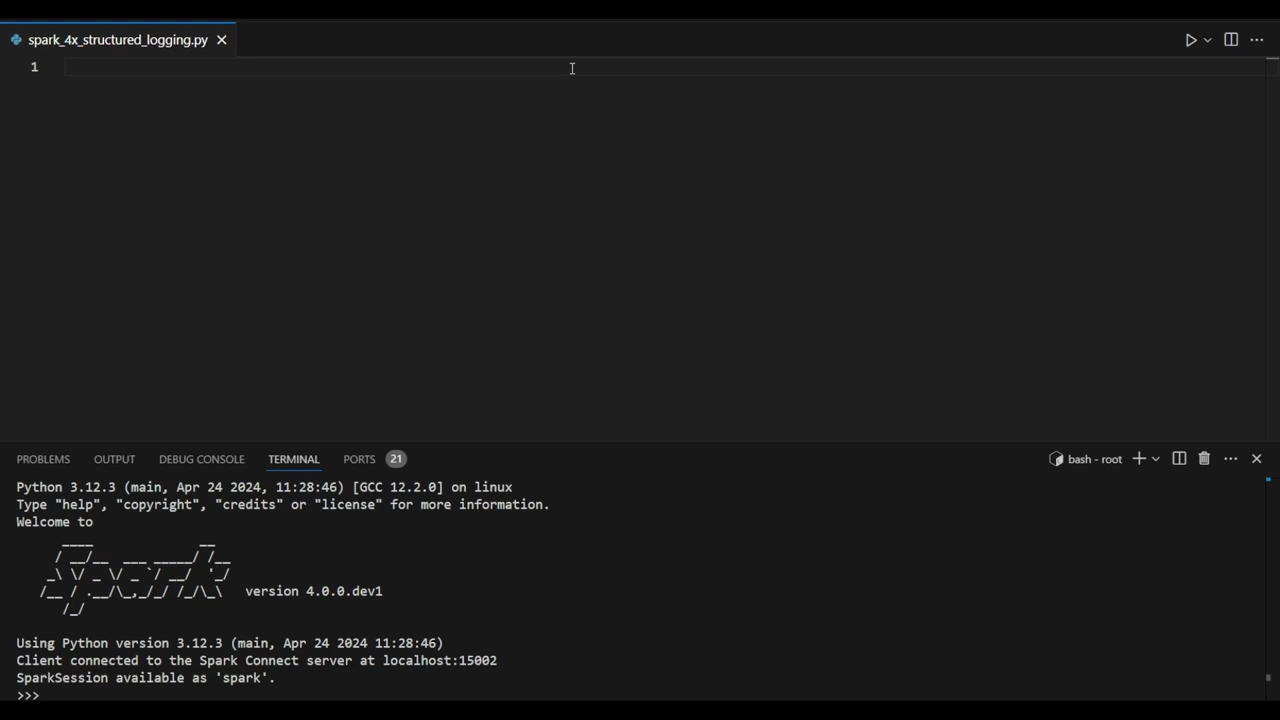 spark_4x_structured_logging.py
1
PROBLEMS OUTPUT DEBUG CONSOLE TERMINAL PORTS 21 bash - root
Python 3.12.3 (main, Apr 24 2024, 11:28:46) [GCC 12.2.0] on linux
Type "help", "copyright", "credits" or "license" for more information.
Welcome to
Spark version 4.0.0.dev1
Using Python version 3.12.3 (main, Apr 24 2024 11:28:46)
Client connected to the Spark Connect server at localhost:15002
SparkSession available as 'spark'.
>>>